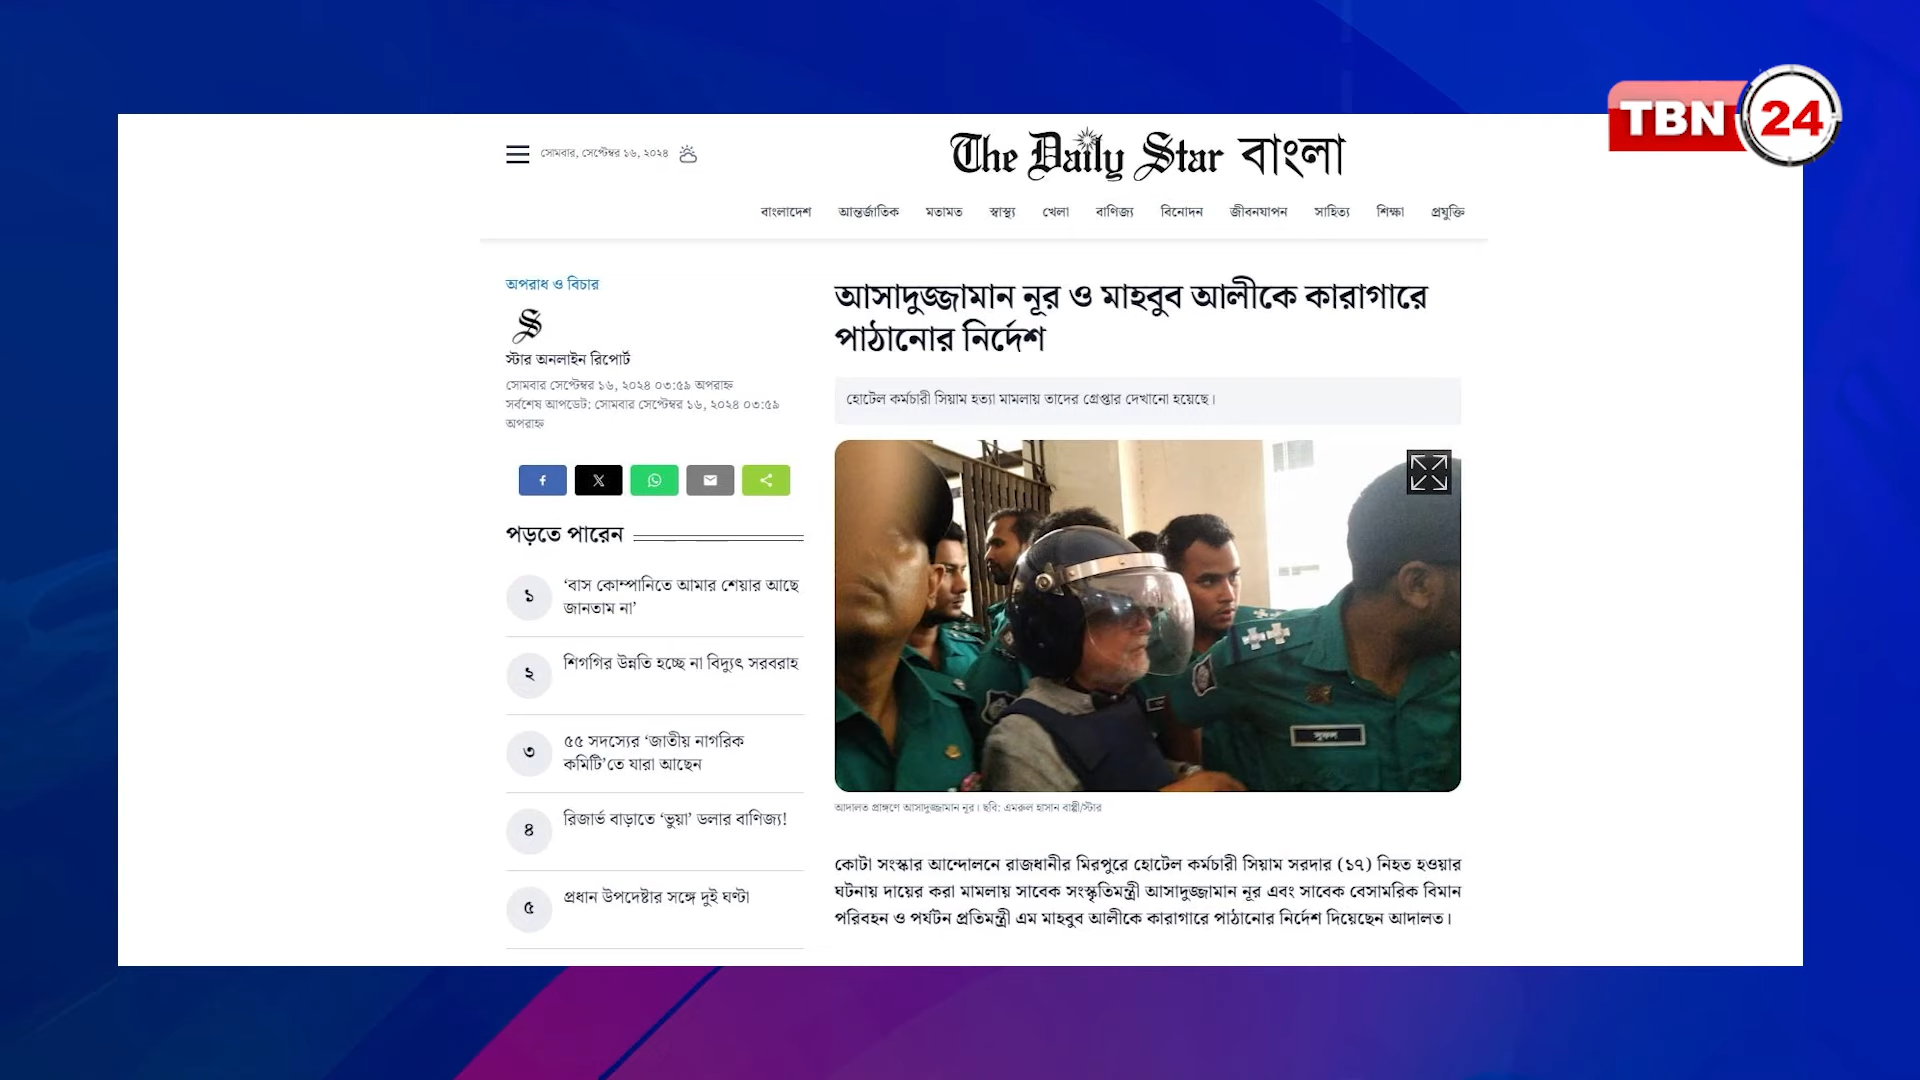 TBN 24
সোমবার, সেপ্টেম্বর ১৬, ২০২৪
The Daily Star বাংলা
বাংলাদেশ আন্তর্জাতিক মতামত স্বাস্থ্য খেলা বাণিজ্য বিনোদন জীবনযাপন সাহিত্য শিক্ষা প্রযুক্তি
অপরাধ ও বিচার
স্টার অনলাইন রিপোর্ট
সোমবার সেপ্টেম্বর ১৬, ২০২৪ ০৩:৫৯ অপরাহ্ন
সর্বশেষ আপডেট: সোমবার সেপ্টেম্বর ১৬, ২০২৪ ০৩:৫৯
অপরাহ্ন
পড়তে পারেন
১
‘বাস কোম্পানিতে আমার শেয়ার আছে
জানতাম না’
২
শিগগির উন্নতি হচ্ছে না বিদ্যুৎ সরবরাহ
৩
৫৫ সদস্যের ‘জাতীয় নাগরিক
কমিটি’তে যারা আছেন
৪
রিজার্ভ বাড়াতে ‘ভুয়া’ ডলার বাণিজ্য!
৫
প্রধান উপদেষ্টার সঙ্গে দুই ঘণ্টা
আসাদুজ্জামান নূর ও মাহবুব আলীকে কারাগারে
পাঠানোর নির্দেশ
হোটেল কর্মচারী সিয়াম হত্যা মামলায় তাদের গ্রেপ্তার দেখানো হয়েছে।
সুফল
আদালত প্রাঙ্গণে আসাদুজ্জামান নূর। ছবি: এমরুল হাসান বাপ্পী/স্টার
কোটা সংস্কার আন্দোলনে রাজধানীর মিরপুরে হোটেল কর্মচারী সিয়াম সরদার (১৭) নিহত হওয়ার
ঘটনায় দায়ের করা মামলায় সাবেক সংস্কৃতিমন্ত্রী আসাদুজ্জামান নূর এবং সাবেক বেসামরিক বিমান
পরিবহন ও পর্যটন প্রতিমন্ত্রী এম মাহবুব আলীকে কারাগারে পাঠানোর নির্দেশ দিয়েছেন আদালত।